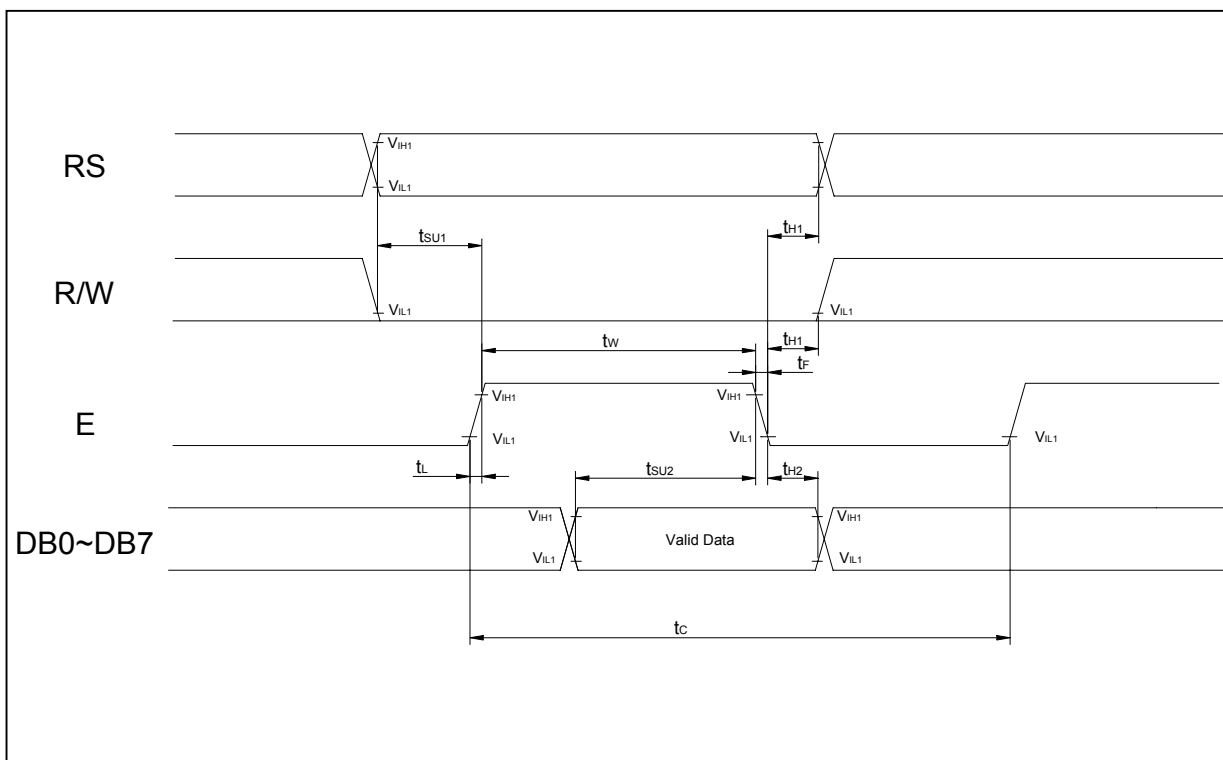 RS
VIH1
VIL1
tSU1
tH1
R/W
VIL1
VIL1
tW
tH1
tF
E
VIH1
VIH1
VIL1
VIL1
VIL1
tL
tSU2
tH2
DB0~DB7
VIH1
VIL1
Valid Data
VIH1
VIL1
tC